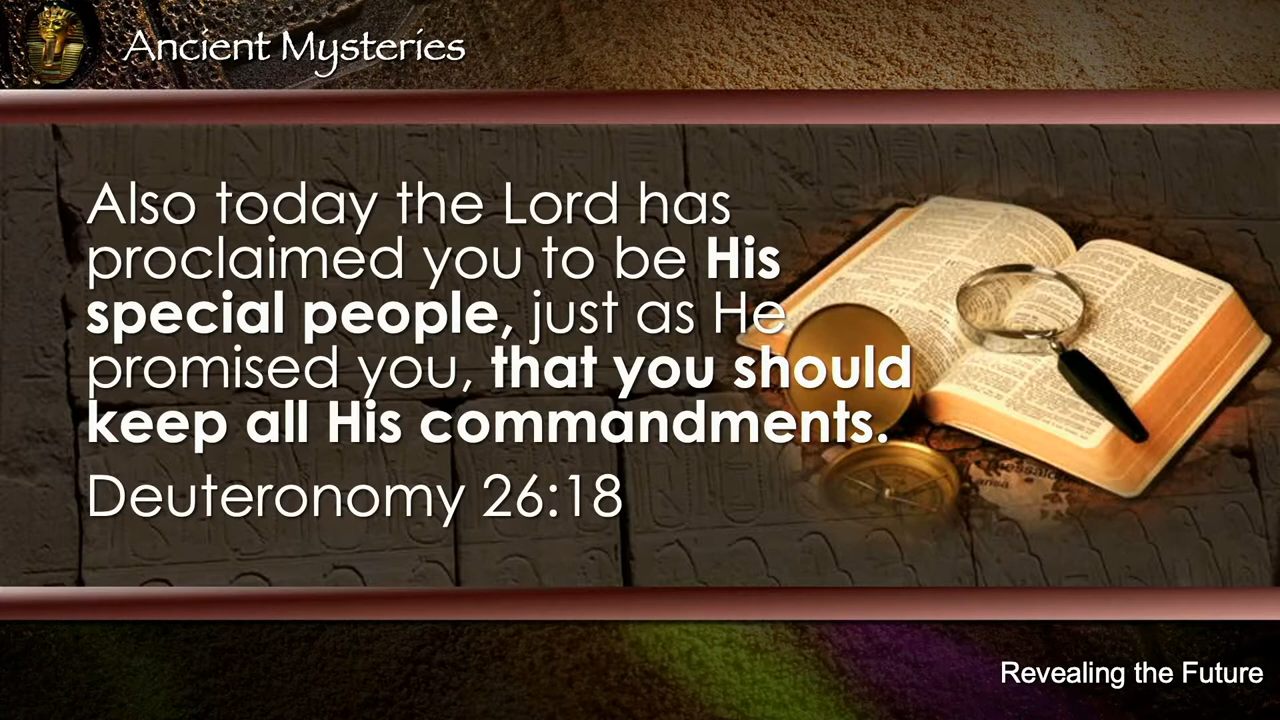 Ancient Mysteries
Also today the Lord has
proclaimed you to be His
special people, just as He
promised you, that you should
keep all His commandments.
Deuteronomy 26:18
Revealing the Future